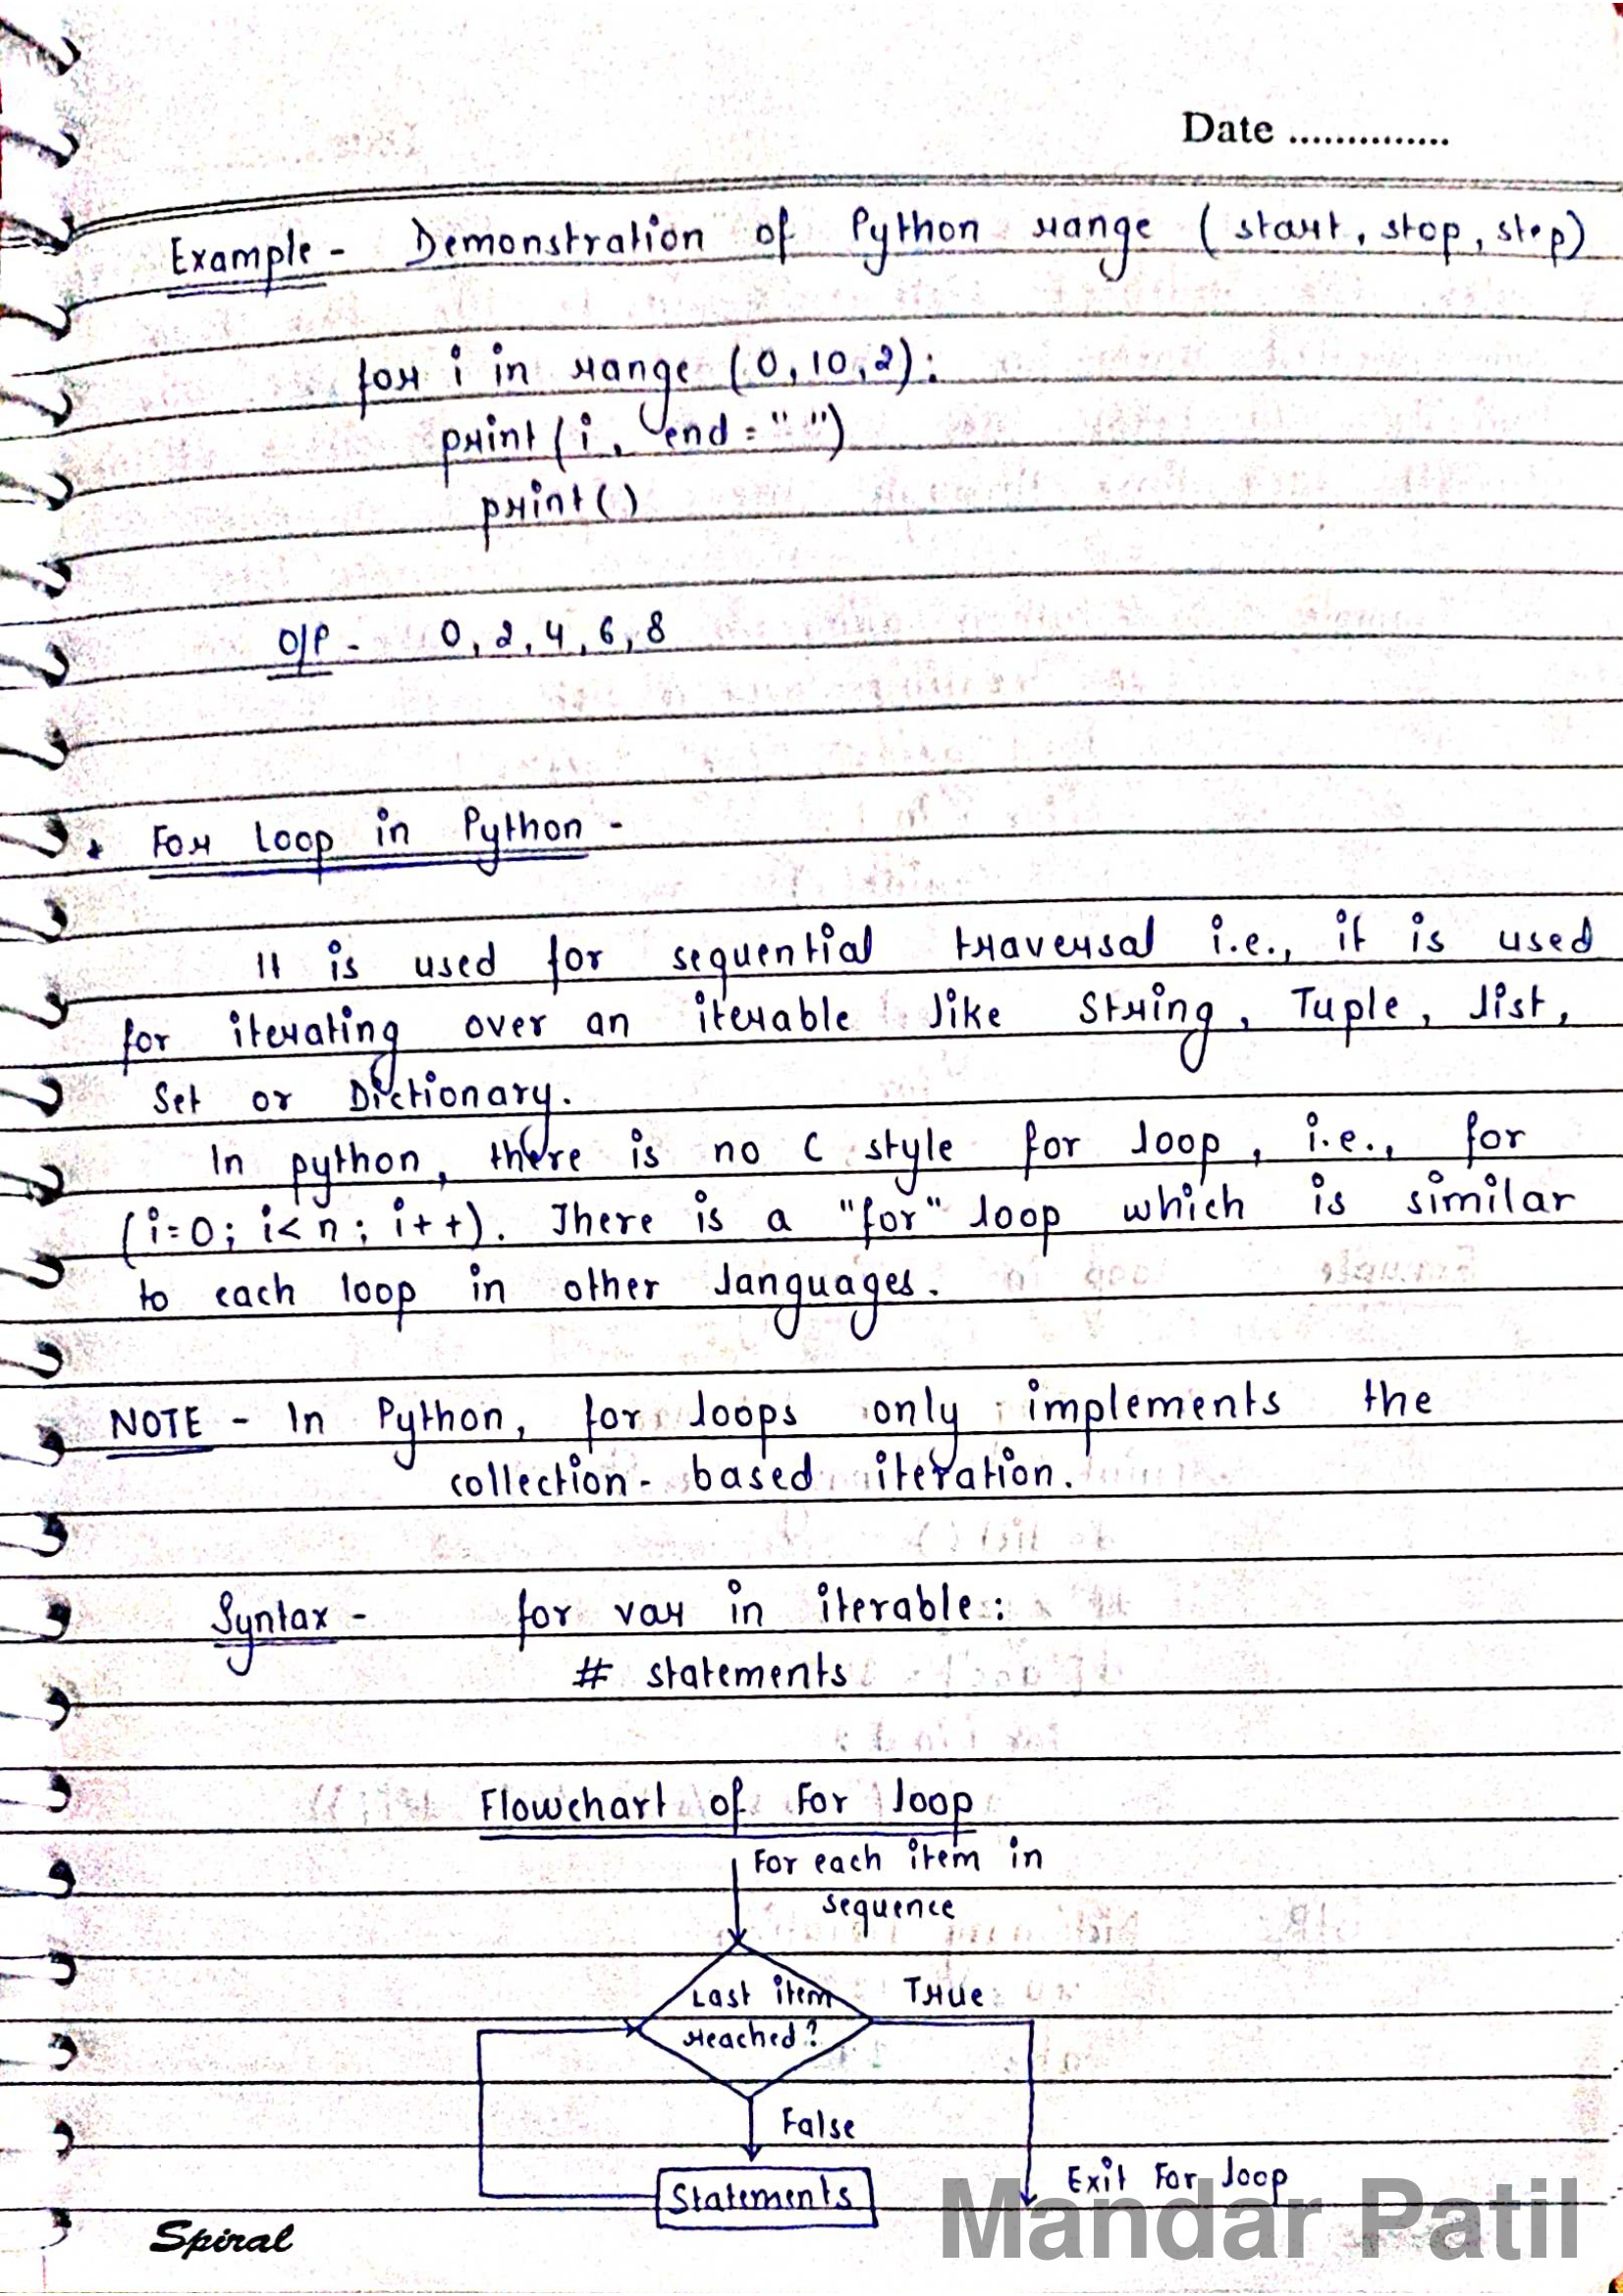 Date ..............
Example - Demonstration of Python range (start, stop, step)
for i in range (0, 10, 2):
print (i, end = " ")
print ()
O/P - 0, 2, 4, 6, 8
* For Loop in Python -
It is used for sequential traversal i.e., it is used
for iterating over an iterable like String, Tuple, list,
Set or Dictionary.
In python, there is no C style for loop, i.e., for
(i=0; i<n; i++). There is a "for" loop which is similar
to each loop in other languages.
NOTE - In Python, for loops only implements the
collection-based iteration.
Syntax - for var in iterable:
# statements
Flowchart of For loop
For each item in
sequence
Last item True
reached?
False
Statements
Exit For loop
Spiral
Mandar Patil